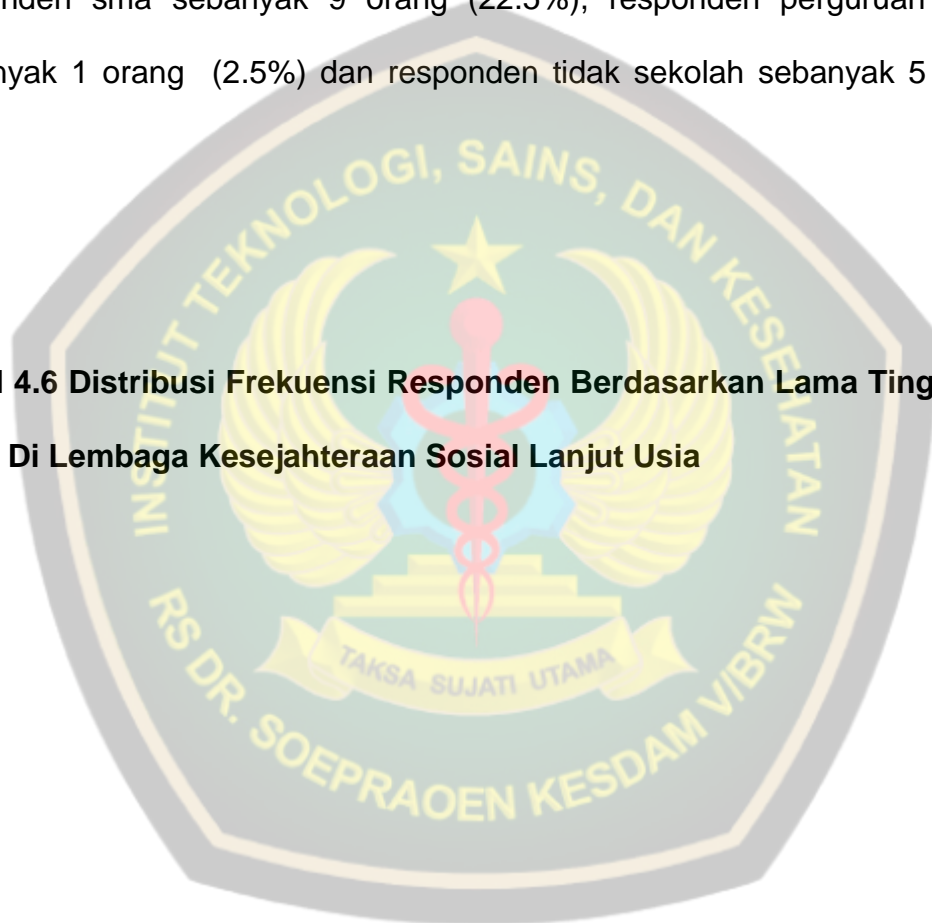 nden sma sebanyak 9 orang (22.5%), responden perguruan
nyak 1 orang (2.5%) dan responden tidak sekolah sebanyak 5
INSTITUT TEKNOLOGI, SAINS, DAN KESEHATAN
l 4.6 Distribusi Frekuensi Responden Berdasarkan Lama Ting
Di Lembaga Kesejahteraan Sosial Lanjut Usia
TAKSA SUJATI UTAMA
RS DR. SOEPRAOEN KESDAM V/BRW